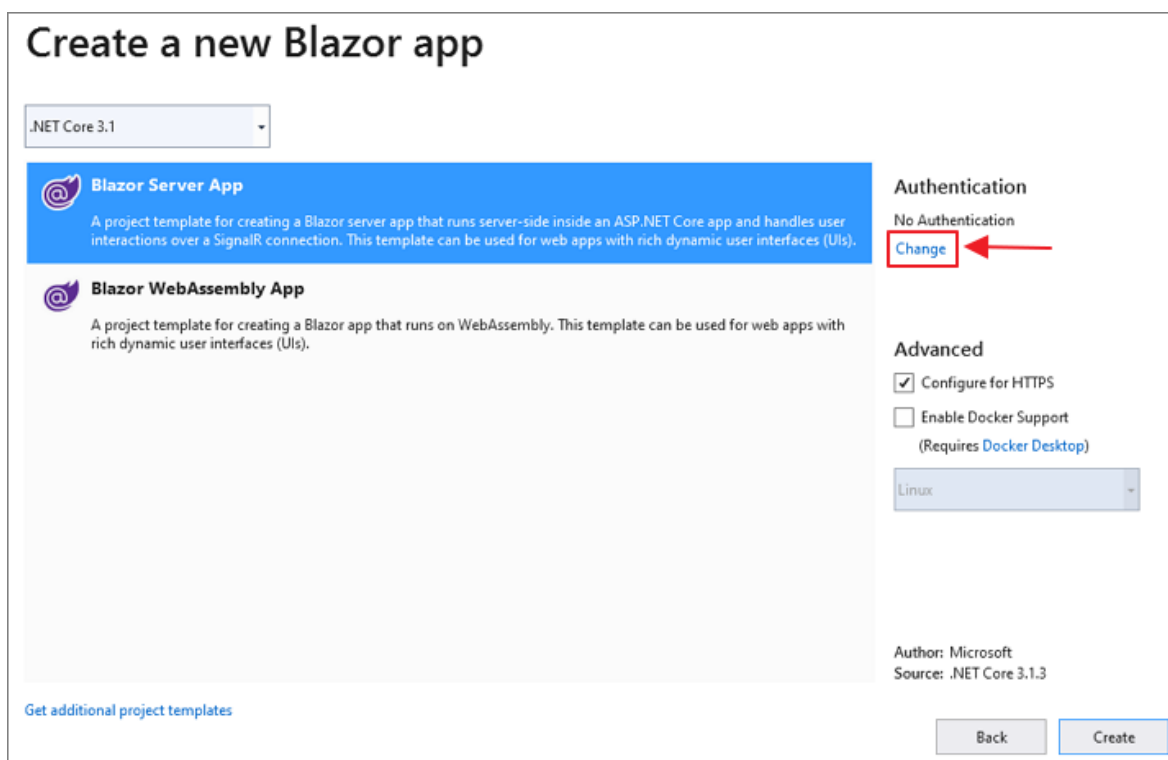 Create a new Blazor app
.NET Core 3.1
Blazor Server App
A project template for creating a Blazor server app that runs server-side inside an ASP.NET Core app and handles user
interactions over a SignalR connection. This template can be used for web apps with rich dynamic user interfaces (UIs).
Blazor WebAssembly App
A project template for creating a Blazor app that runs on WebAssembly. This template can be used for web apps with
rich dynamic user interfaces (UIs).
Authentication
No Authentication
Change
Advanced
Configure for HTTPS
Enable Docker Support
(Requires Docker Desktop)
Linux
Author: Microsoft
Source: .NET Core 3.1.3
Get additional project templates
Back
Create